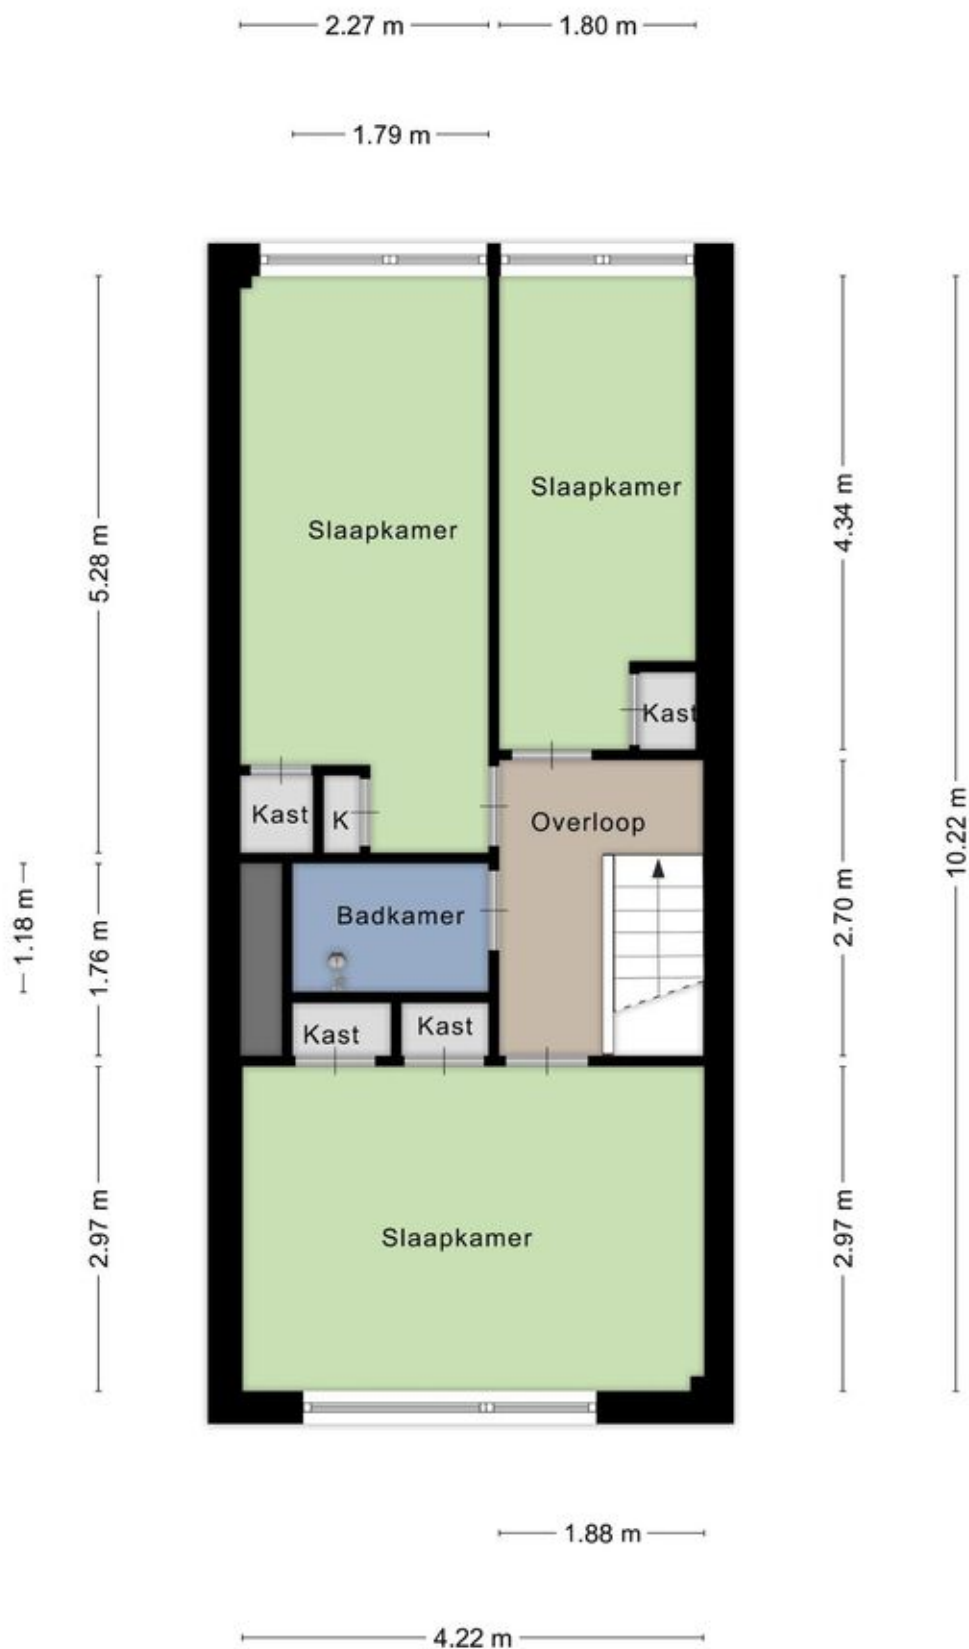 2.27 m
1.80 m
1.79 m
5.28 m
4.34 m
Slaapkamer
Slaapkamer
Kast
Kast
K
Overloop
10.22 m
1.18 m
1.76 m
Badkamer
2.70 m
Kast
Kast
2.97 m
Slaapkamer
2.97 m
1.88 m
4.22 m